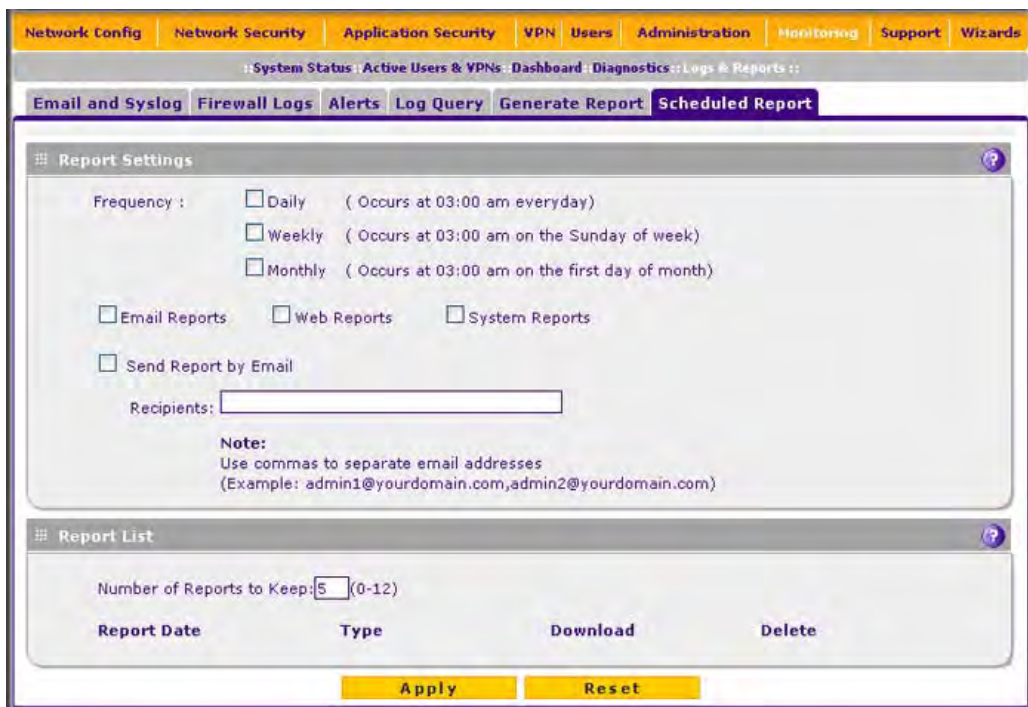 Network Config Network Security Application Security VPN Users Administration Monitoring Support Wizards
::System Status::Active Users & VPNs::Dashboard::Diagnostics::Logs & Reports::
Email and Syslog Firewall Logs Alerts Log Query Generate Report Scheduled Report
Report Settings ?
Frequency : Daily ( Occurs at 03:00 am everyday)
Weekly ( Occurs at 03:00 am on the Sunday of week)
Monthly ( Occurs at 03:00 am on the first day of month)
Email Reports Web Reports System Reports
Send Report by Email
Recipients:
Note:
Use commas to separate email addresses
(Example: admin1@yourdomain.com,admin2@yourdomain.com)
Report List ?
Number of Reports to Keep: 5 (0-12)
Report Date Type Download Delete
Apply Reset